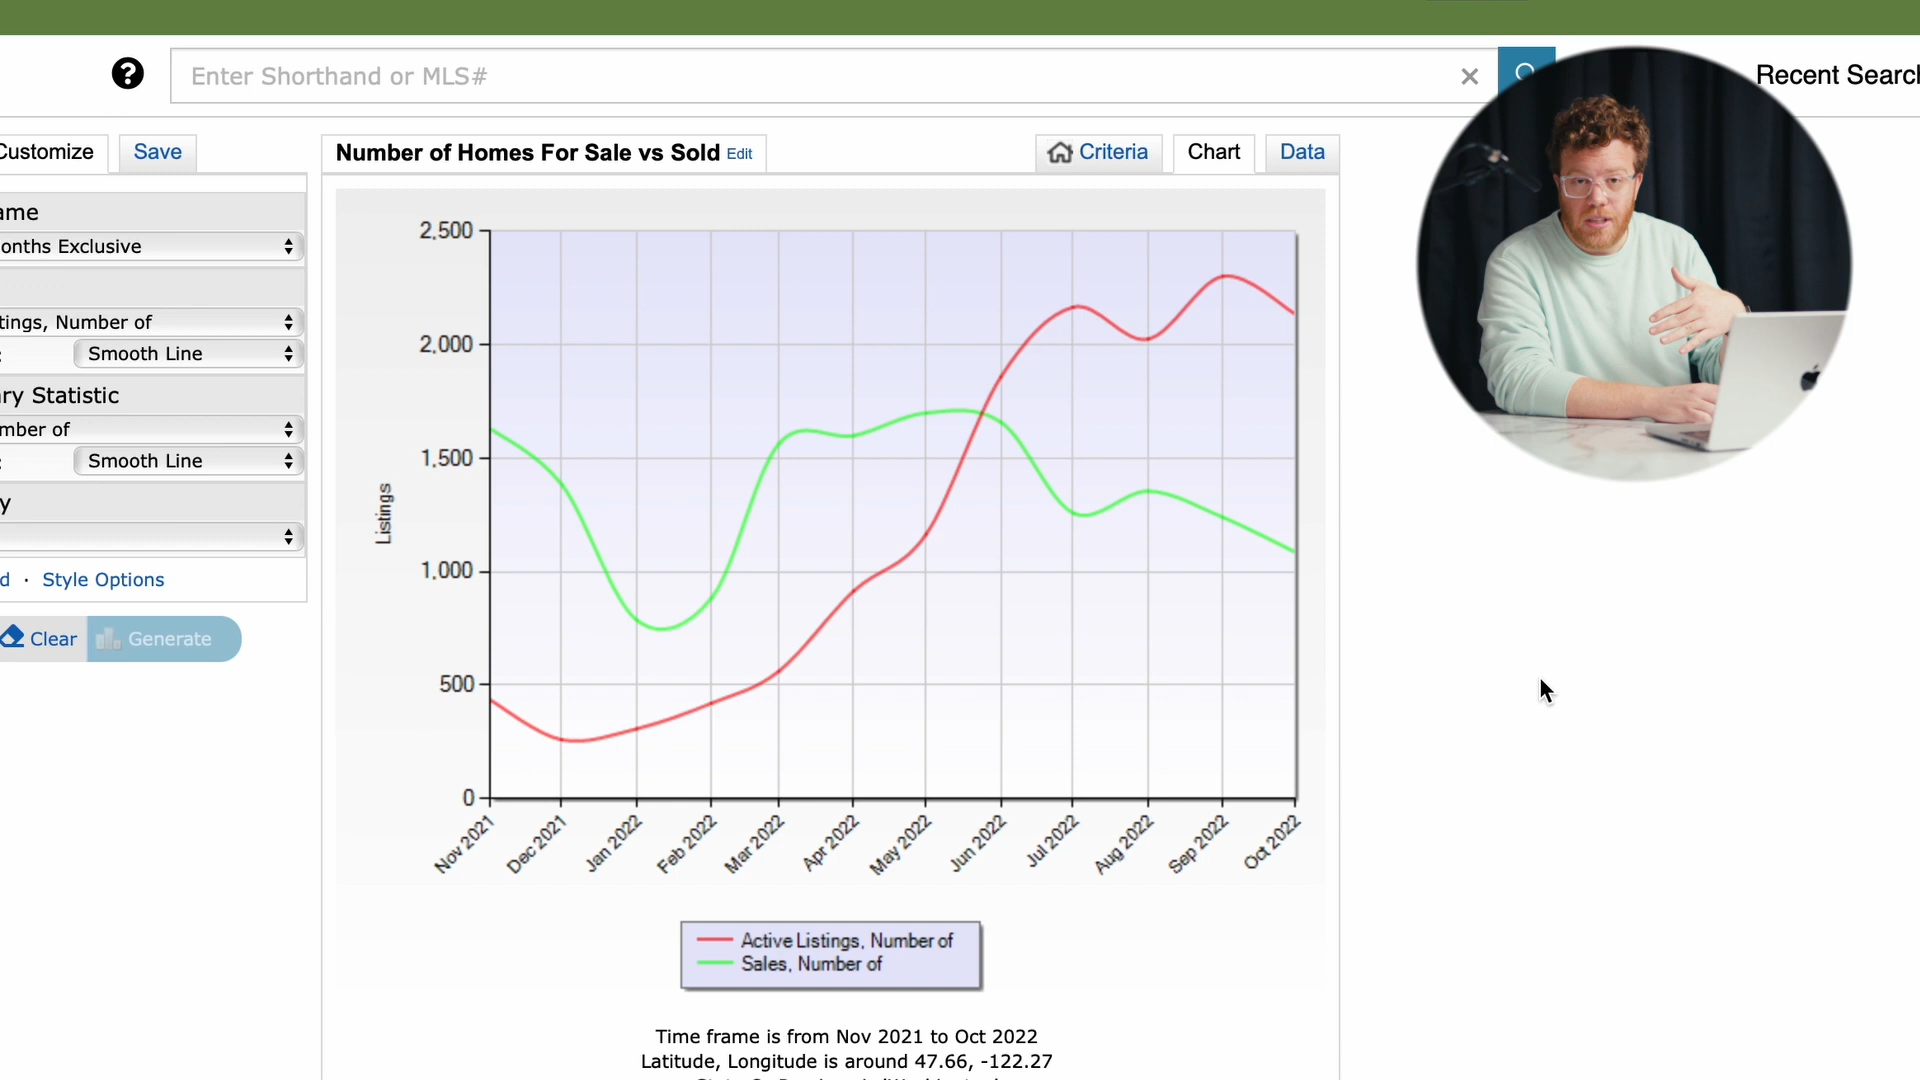 ?
Enter Shorthand or MLS#
Recent Search
Customize
Save
Number of Homes For Sale vs Sold Edit
Criteria
Chart
Data
ame
onths Exclusive
tings, Number of
: Smooth Line
ry Statistic
mber of
: Smooth Line
y
d · Style Options
Clear
Generate
2,500
2,000
1,500
1,000
500
0
Listings
Nov 2021
Dec 2021
Jan 2022
Feb 2022
Mar 2022
Apr 2022
May 2022
Jun 2022
Jul 2022
Aug 2022
Sep 2022
Oct 2022
Active Listings, Number of
Sales, Number of
Time frame is from Nov 2021 to Oct 2022
Latitude, Longitude is around 47.66, -122.27